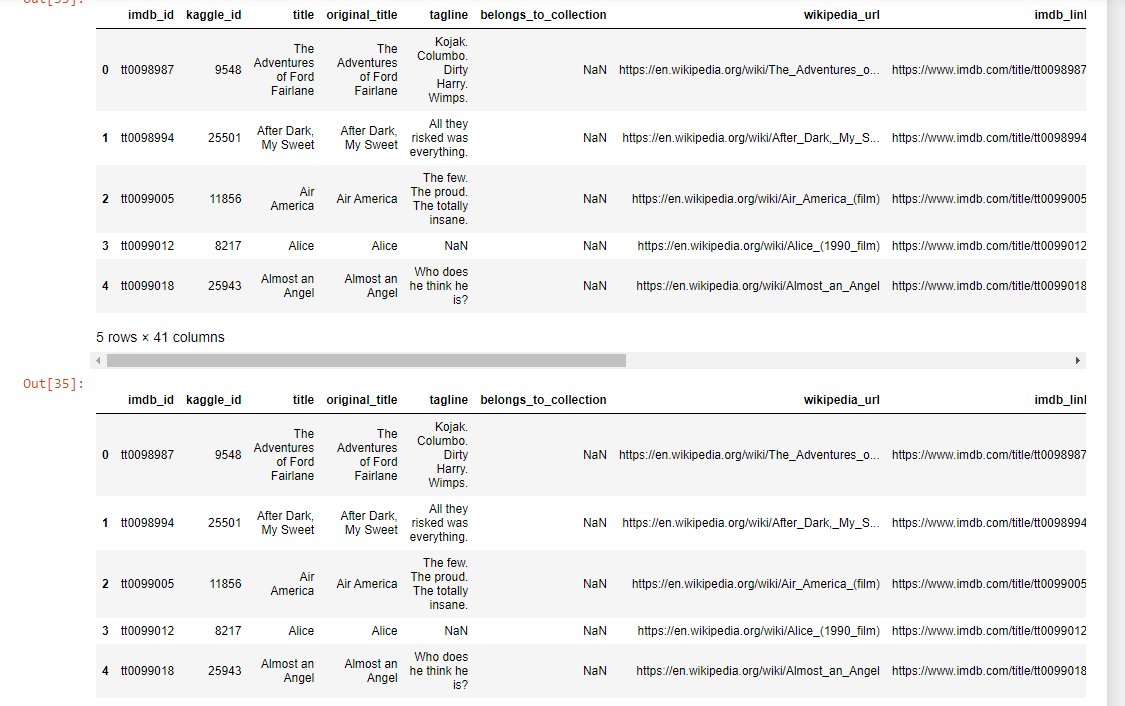 imdb_id kaggle_id title original_title tagline belongs_to_collection wikipedia_url imdb_link
0 tt0098987 9548 The Adventures of Ford Fairlane The Adventures of Ford Fairlane Kojak. Columbo. Dirty Harry. Wimps. NaN https://en.wikipedia.org/wiki/The_Adventures_o... https://www.imdb.com/title/tt0098987
1 tt0098994 25501 After Dark, My Sweet After Dark, My Sweet All they risked was everything. NaN https://en.wikipedia.org/wiki/After_Dark,_My_S... https://www.imdb.com/title/tt0098994
2 tt0099005 11856 Air America Air America The few. The proud. The totally insane. NaN https://en.wikipedia.org/wiki/Air_America_(film) https://www.imdb.com/title/tt0099005
3 tt0099012 8217 Alice Alice NaN NaN https://en.wikipedia.org/wiki/Alice_(1990_film) https://www.imdb.com/title/tt0099012
4 tt0099018 25943 Almost an Angel Almost an Angel Who does he think he is? NaN https://en.wikipedia.org/wiki/Almost_an_Angel https://www.imdb.com/title/tt0099018
5 rows × 41 columns
Out[35]:
imdb_id kaggle_id title original_title tagline belongs_to_collection wikipedia_url imdb_link
0 tt0098987 9548 The Adventures of Ford Fairlane The Adventures of Ford Fairlane Kojak. Columbo. Dirty Harry. Wimps. NaN https://en.wikipedia.org/wiki/The_Adventures_o... https://www.imdb.com/title/tt0098987
1 tt0098994 25501 After Dark, My Sweet After Dark, My Sweet All they risked was everything. NaN https://en.wikipedia.org/wiki/After_Dark,_My_S... https://www.imdb.com/title/tt0098994
2 tt0099005 11856 Air America Air America The few. The proud. The totally insane. NaN https://en.wikipedia.org/wiki/Air_America_(film) https://www.imdb.com/title/tt0099005
3 tt0099012 8217 Alice Alice NaN NaN https://en.wikipedia.org/wiki/Alice_(1990_film) https://www.imdb.com/title/tt0099012
4 tt0099018 25943 Almost an Angel Almost an Angel Who does he think he is? NaN https://en.wikipedia.org/wiki/Almost_an_Angel https://www.imdb.com/title/tt0099018